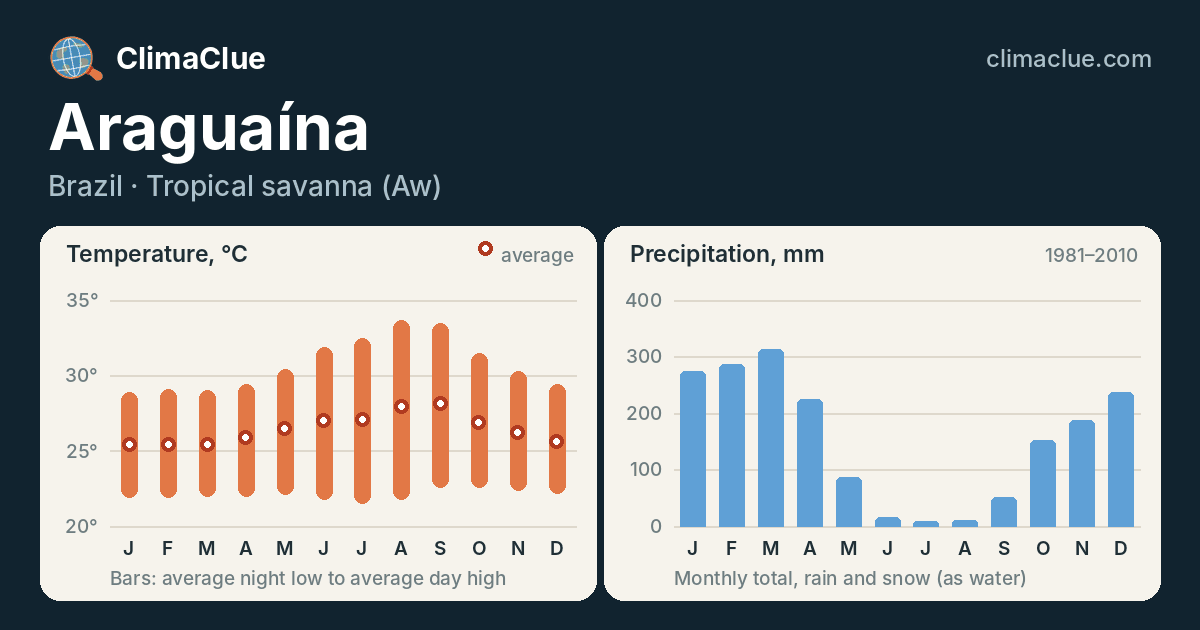 ClimaClue
climaclue.com
Araguaína
Brazil · Tropical savanna (Aw)
Temperature, °C
average
35°
30°
25°
20°
J F M A M J J A S O N D
Bars: average night low to average day high
Precipitation, mm
1981–2010
400
300
200
100
0
J F M A M J J A S O N D
Monthly total, rain and snow (as water)